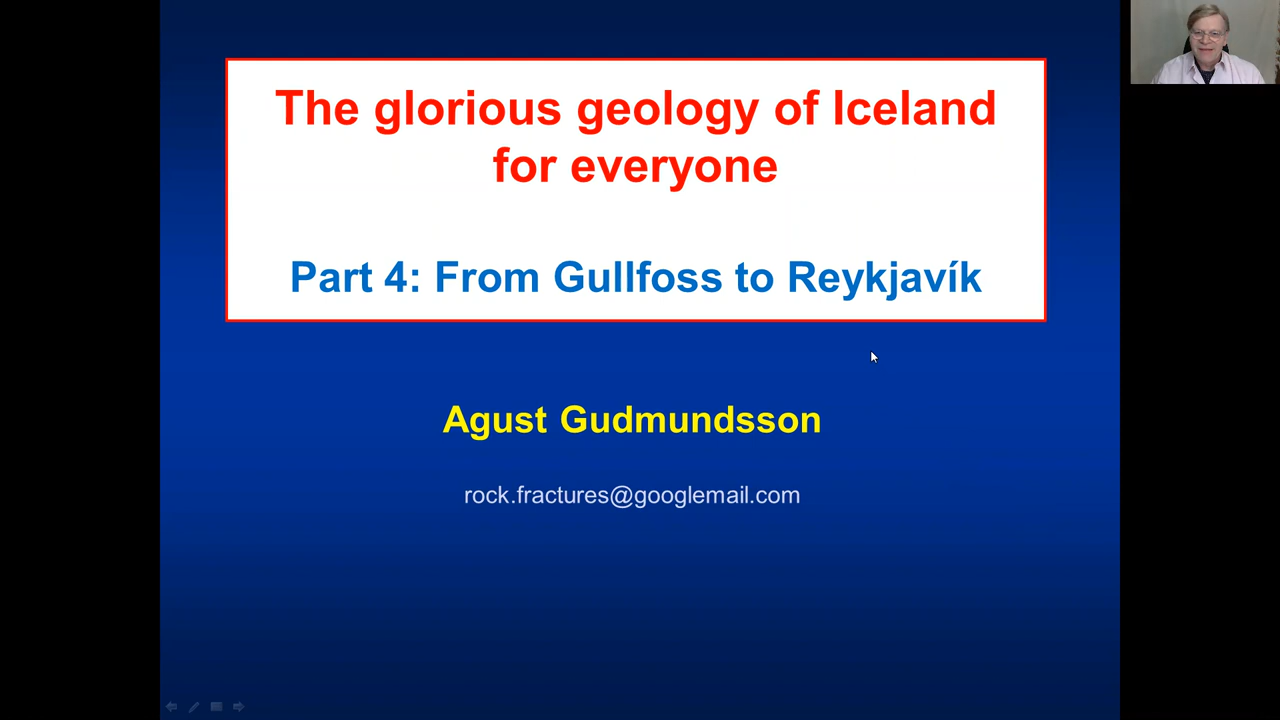 The glorious geology of Iceland
for everyone
Part 4: From Gullfoss to Reykjavík
Agust Gudmundsson
rock.fractures@googlemail.com